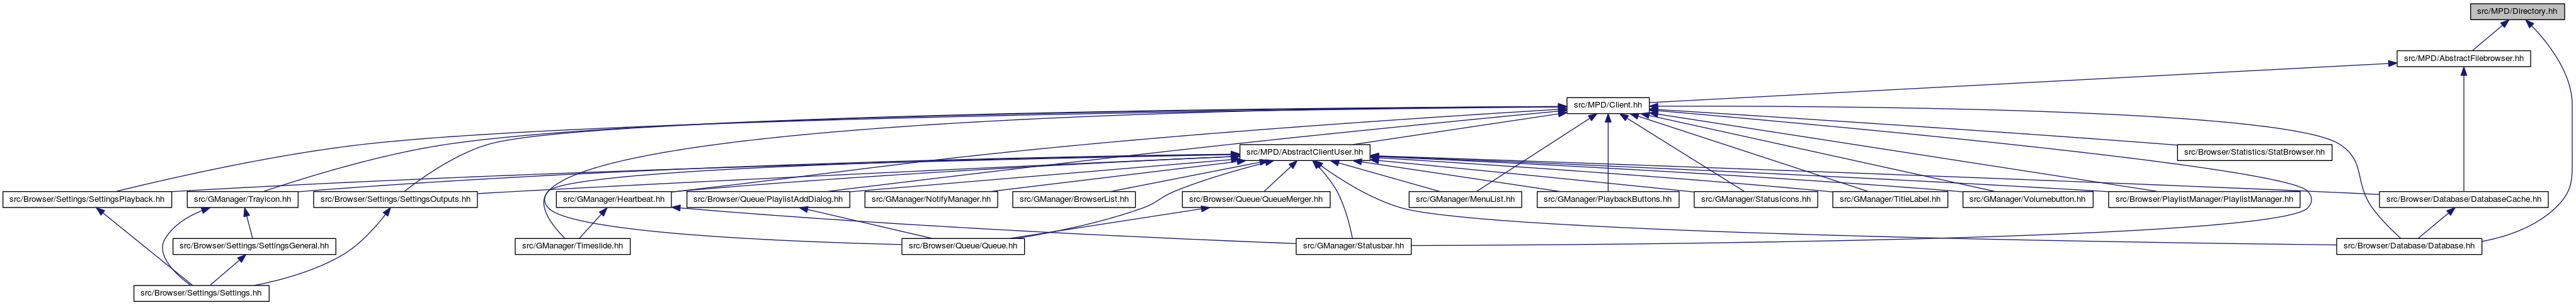 src/MPD/Directory.hh
src/MPD/AbstractFilebrowser.hh
src/MPD/Client.hh
src/MPD/AbstractClientUser.hh
src/Browser/Statistics/StatBrowser.hh
src/Browser/Settings/SettingsPlayback.hh
src/GManager/Trayicon.hh
src/Browser/Settings/SettingsOutputs.hh
src/GManager/Heartbeat.hh
src/Browser/Queue/PlaylistAddDialog.hh
src/GManager/NotifyManager.hh
src/GManager/BrowserList.hh
src/Browser/Queue/QueueMerger.hh
src/GManager/MenuList.hh
src/GManager/PlaybackButtons.hh
src/GManager/StatusIcons.hh
src/GManager/TitleLabel.hh
src/GManager/Volumebutton.hh
src/Browser/PlaylistManager/PlaylistManager.hh
src/Browser/Database/DatabaseCache.hh
src/Browser/Settings/SettingsGeneral.hh
src/GManager/Timeslide.hh
src/Browser/Queue/Queue.hh
src/GManager/Statusbar.hh
src/Browser/Database/Database.hh
src/Browser/Settings/Settings.hh